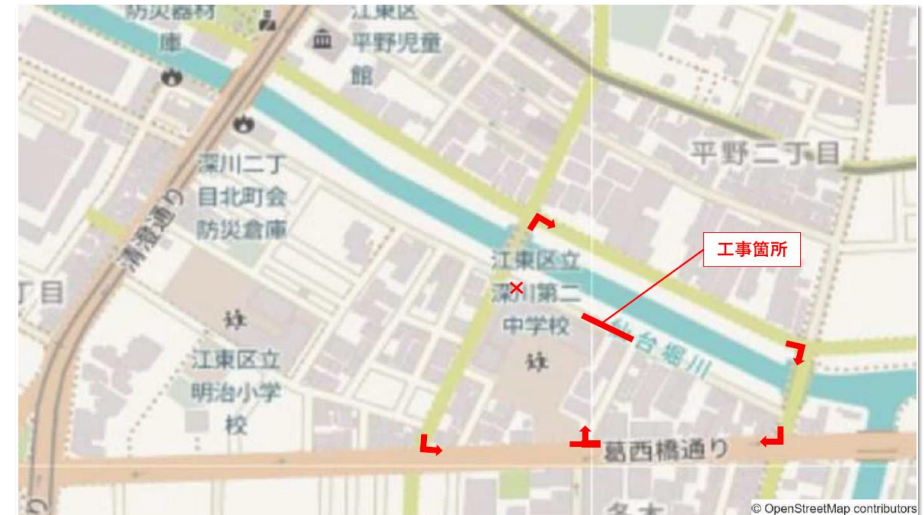 防災器材
庫
江東区
平野児童
館
深川二丁
目北町会
防災倉庫
清澄通り
平野二丁目
工事箇所
江東区立
深川第二
中学校
仙台堀川
丁目
江東区立
明治小学
校
葛西橋通り
冬木
© OpenStreetMap contributors